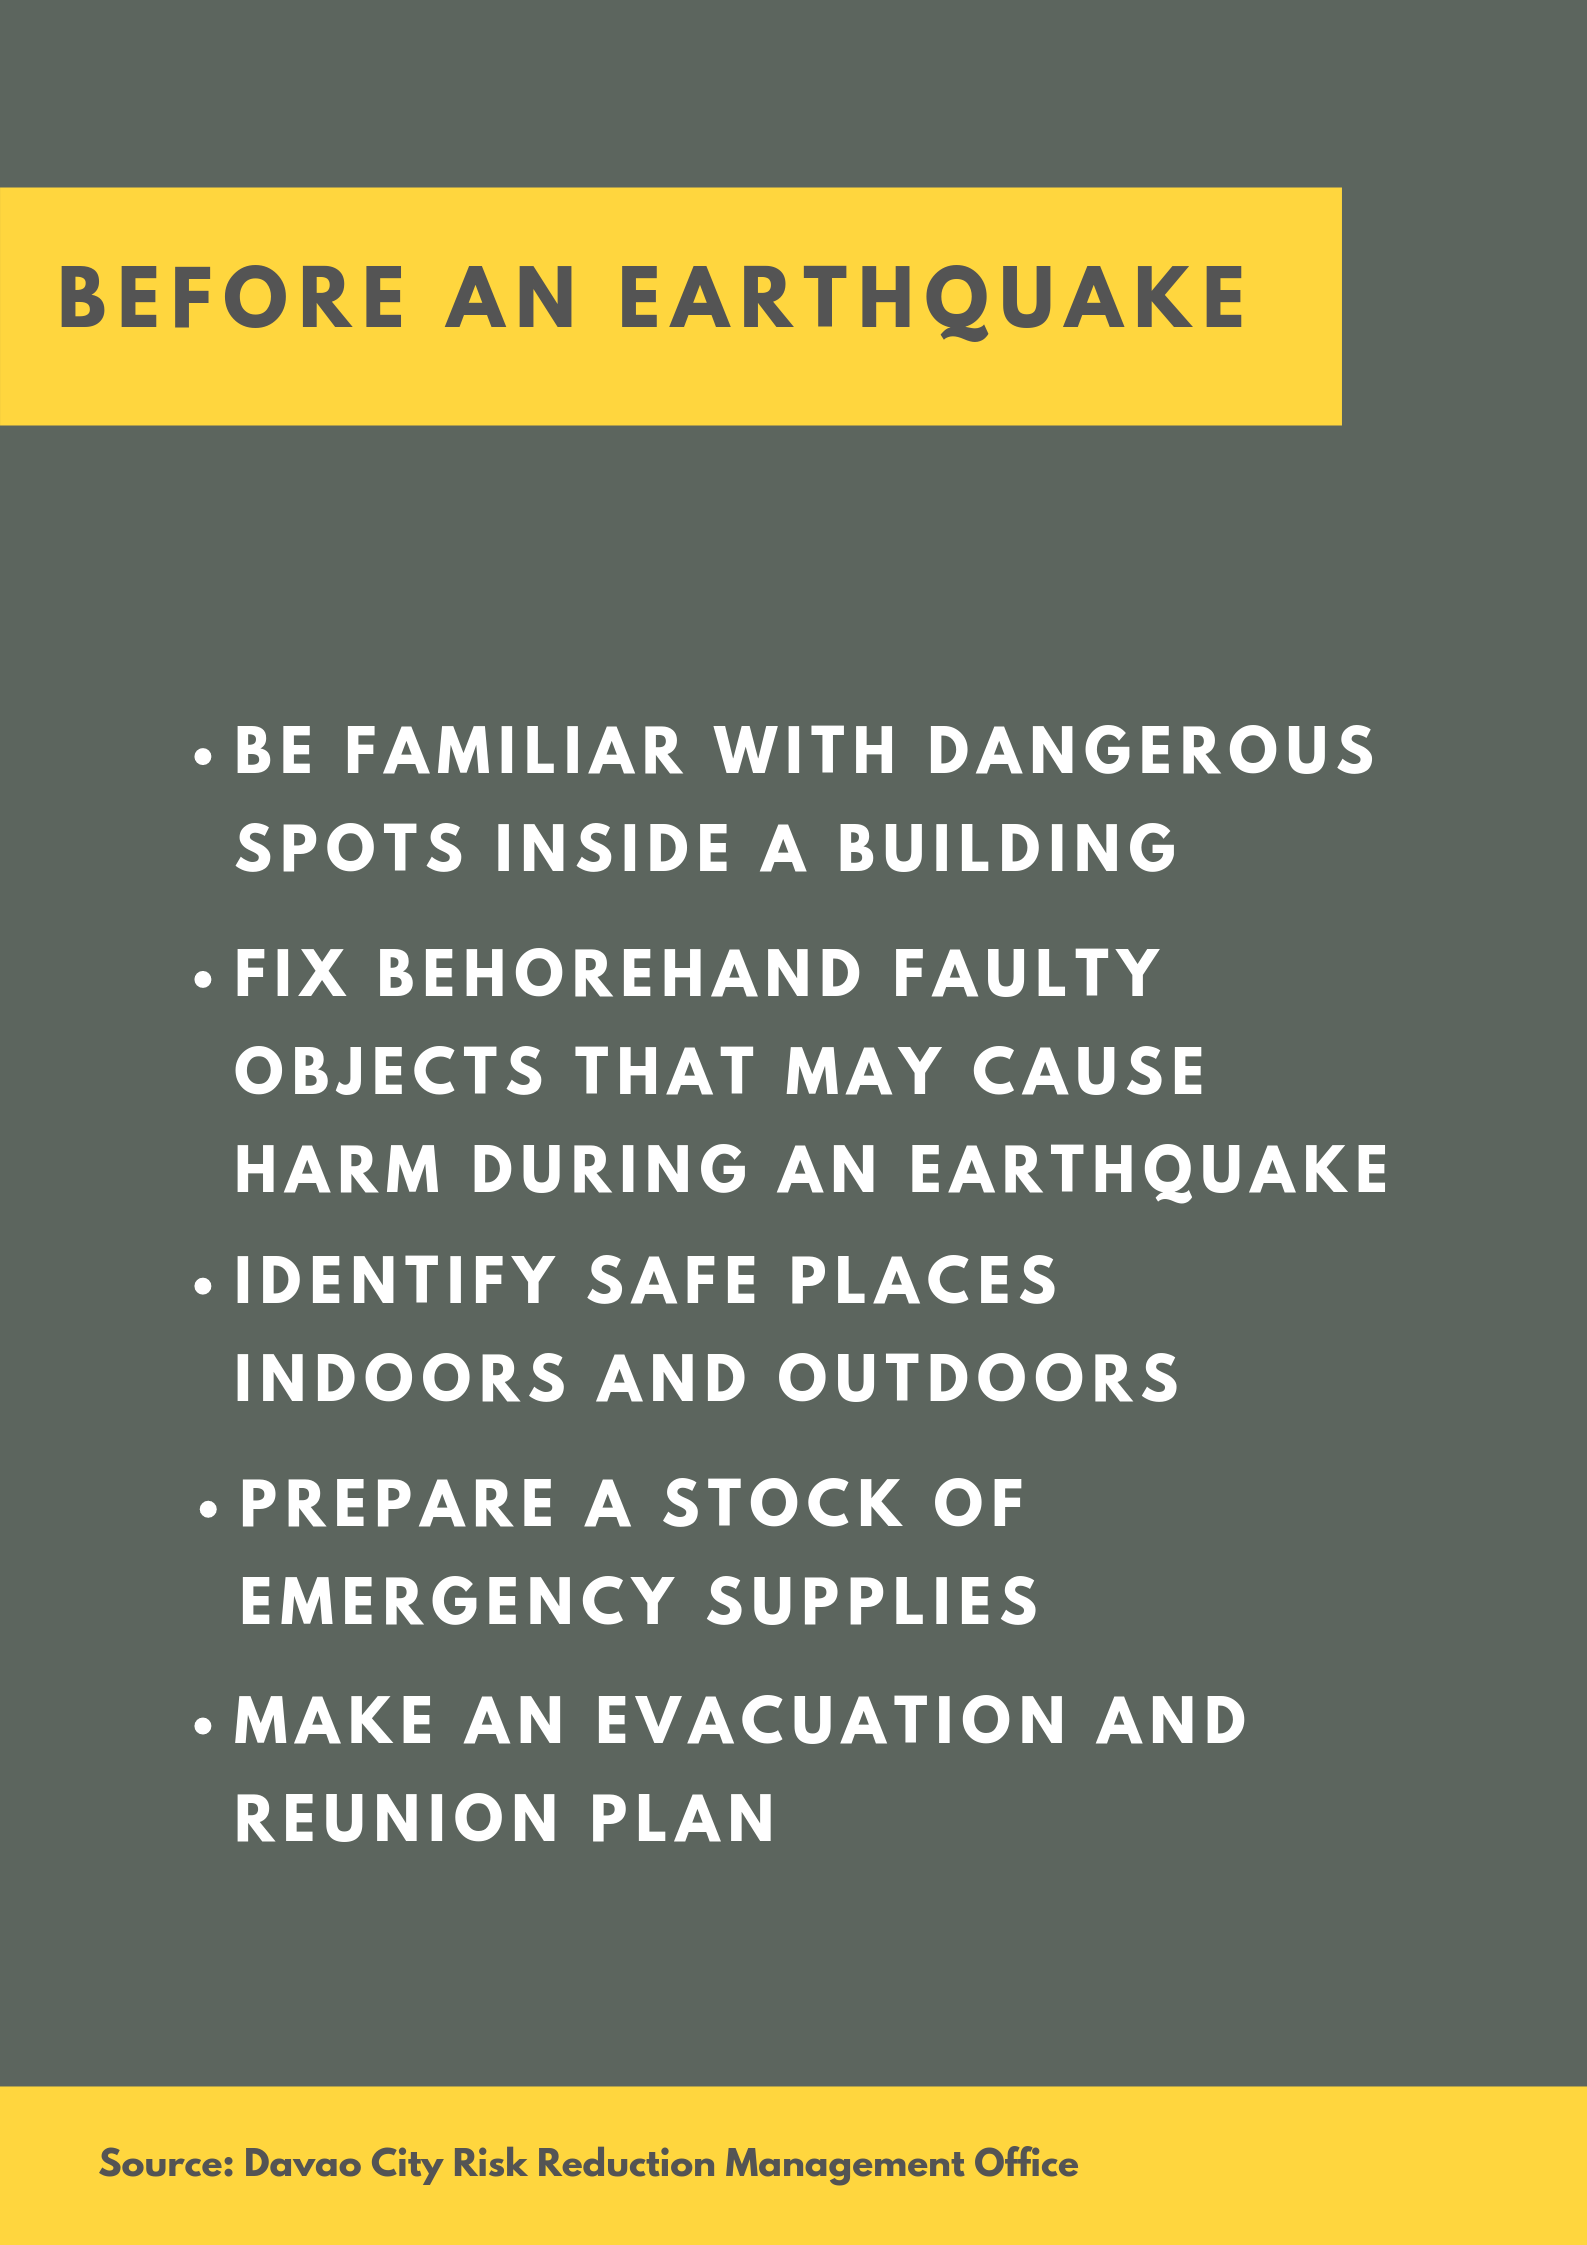 BEFORE AN EARTHQUAKE
• BE FAMILIAR WITH DANGEROUS
SPOTS INSIDE A BUILDING
• FIX BEHOREHAND FAULTY
OBJECTS THAT MAY CAUSE
HARM DURING AN EARTHQUAKE
• IDENTIFY SAFE PLACES
INDOORS AND OUTDOORS
• PREPARE A STOCK OF
EMERGENCY SUPPLIES
• MAKE AN EVACUATION AND
REUNION PLAN
Source: Davao City Risk Reduction Management Office